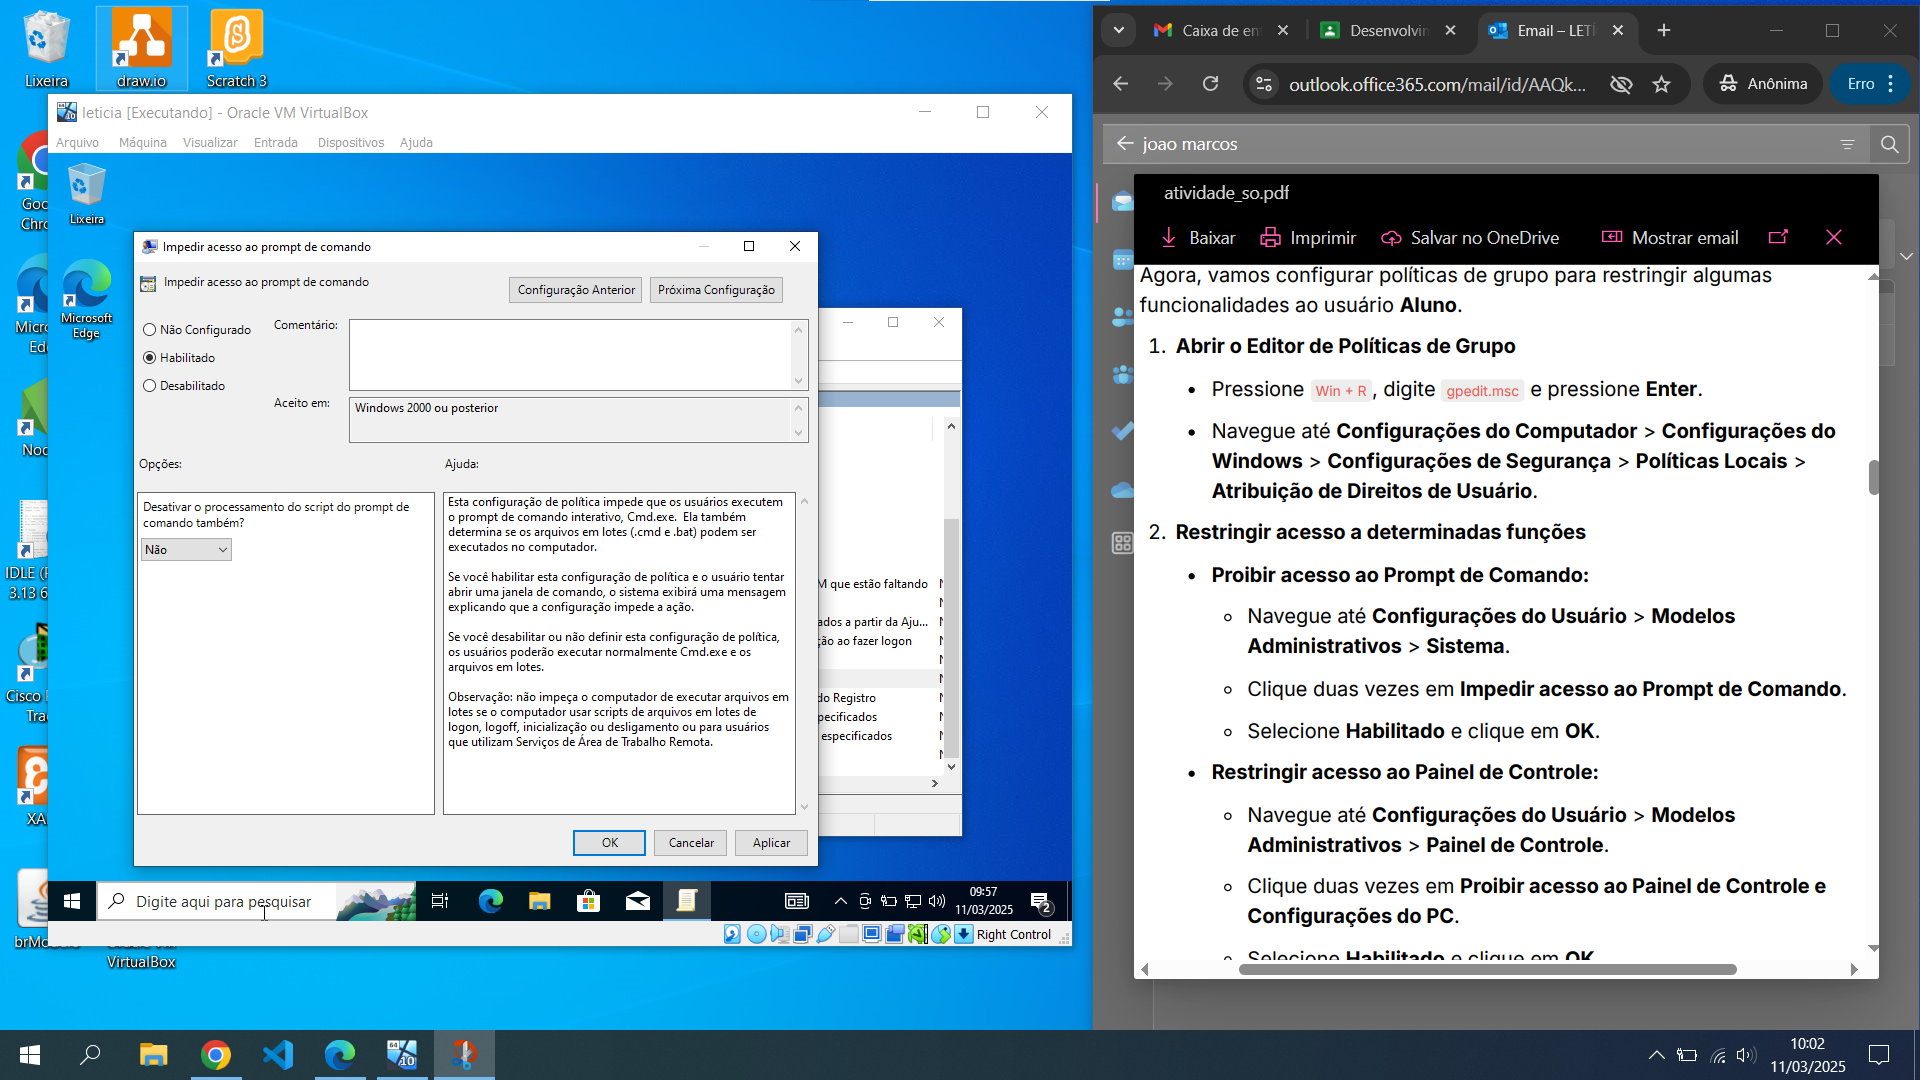 Lixeira
draw.io
Scratch 3
leticia [Executando] - Oracle VM VirtualBox
Arquivo Máquina Visualizar Entrada Dispositivos Ajuda
Lixeira
Microsoft
Edge
Impedir acesso ao prompt de comando
Impedir acesso ao prompt de comando
Configuração Anterior
Próxima Configuração
Não Configurado
Habilitado
Desabilitado
Comentário:
Aceito em:
Windows 2000 ou posterior
Opções:
Ajuda:
Desativar o processamento do script do prompt de
comando também?
Não
Esta configuração de política impede que os usuários executem
o prompt de comando interativo, Cmd.exe. Ela também
determina se os arquivos em lotes (.cmd e .bat) podem ser
executados no computador.
Se você habilitar esta configuração de política e o usuário tentar
abrir uma janela de comando, o sistema exibirá uma mensagem
explicando que a configuração impede a ação.
Se você desabilitar ou não definir esta configuração de política,
os usuários poderão executar normalmente Cmd.exe e os
arquivos em lotes.
Observação: não impeça o computador de executar arquivos em
lotes se o computador usar scripts de arquivos em lotes de
logon, logoff, inicialização ou desligamento ou para usuários
que utilizam Serviços de Área de Trabalho Remota.
OK
Cancelar
Aplicar
M que estão faltando
ados a partir da Aju...
ção ao fazer logon
do Registro
pecificados
especificados
Digite aqui para pesquisar
09:57
11/03/2025
2
Right Control
Goo
Chro
Micro
Ed
Noc
IDLE (
3.13 6
Cisco
Tra
XA
brM
VirtualBox
Caixa de en
Desenvolvin
Email – LETÍ
outlook.office365.com/mail/id/AAQk...
Anônima
Erro
joao marcos
atividade_so.pdf
Baixar
Imprimir
Salvar no OneDrive
Mostrar email
Agora, vamos configurar políticas de grupo para restringir algumas
funcionalidades ao usuário Aluno.
1. Abrir o Editor de Políticas de Grupo
• Pressione Win + R, digite gpedit.msc e pressione Enter.
• Navegue até Configurações do Computador > Configurações do
Windows > Configurações de Segurança > Políticas Locais >
Atribuição de Direitos de Usuário.
2. Restringir acesso a determinadas funções
• Proibir acesso ao Prompt de Comando:
◦ Navegue até Configurações do Usuário > Modelos
Administrativos > Sistema.
◦ Clique duas vezes em Impedir acesso ao Prompt de Comando.
◦ Selecione Habilitado e clique em OK.
• Restringir acesso ao Painel de Controle:
◦ Navegue até Configurações do Usuário > Modelos
Administrativos > Painel de Controle.
◦ Clique duas vezes em Proibir acesso ao Painel de Controle e
Configurações do PC.
◦ Selecione Habilitado e clique em OK
10:02
11/03/2025